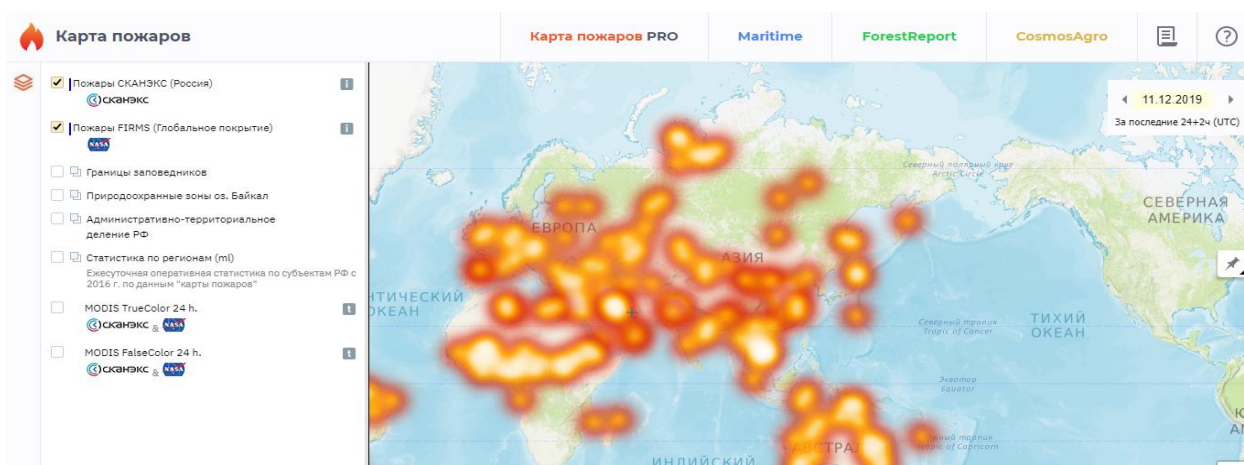 Карта пожаров
Карта пожаров PRO
Maritime
ForestReport
CosmosAgro
?
Пожары СКАНЭКС (Россия)
i
сканэкс
Пожары FIRMS (Глобальное покрытие)
i
NASA
Границы заповедников
Природоохранные зоны оз. Байкал
Административно-территориальное
деление РФ
Статистика по регионам (ml)
Ежесуточная оперативная статистика по субъектам РФ с
2016 г. по данным "карты пожаров"
MODIS TrueColor 24 h.
t
сканэкс & NASA
MODIS FalseColor 24 h.
t
сканэкс & NASA
11.12.2019
За последние 24+2ч (UTC)
Северный полярный круг
Arctic Circle
СЕВЕРНАЯ
АМЕРИКА
ЕВРОПА
АЗИЯ
НТИЧЕСКИЙ
ОКЕАН
Северный тропик
Tropic of Cancer
ТИХИЙ
ОКЕАН
Экватор
Equator
АВСТРАЛ
Южный тропик
Tropic of Capricorn
ИНДИЙСКИЙ